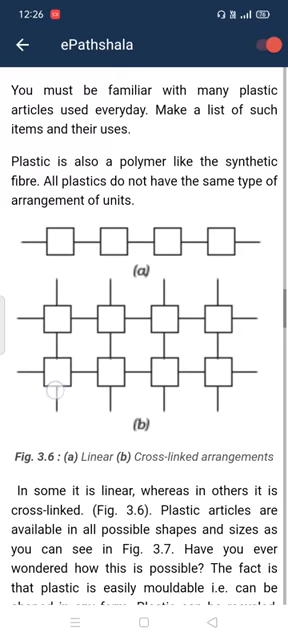 12:26
76
ePathshala
You must be familiar with many plastic
articles used everyday. Make a list of such
items and their uses.
Plastic is also a polymer like the synthetic
fibre. All plastics do not have the same type of
arrangement of units.
(a)
(b)
Fig. 3.6 : (a) Linear (b) Cross-linked arrangements
In some it is linear, whereas in others it is
cross-linked. (Fig. 3.6). Plastic articles are
available in all possible shapes and sizes as
you can see in Fig. 3.7. Have you ever
wondered how this is possible? The fact is
that plastic is easily mouldable i.e. can be